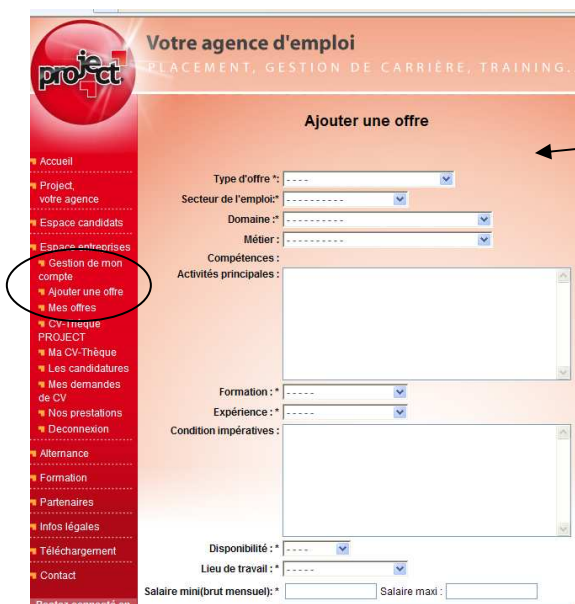 project
Votre agence d'emploi
PLACEMENT, GESTION DE CARRIÈRE, TRAINING.
Ajouter une offre
Accueil
Project,
votre agence
Espace candidats
Espace entreprises
Gestion de mon
compte
Ajouter une offre
Mes offres
CV-Thèque
PROJECT
Ma CV-Thèque
Les candidatures
Mes demandes
de CV
Nos prestations
Deconnexion
Alternance
Formation
Partenaires
Infos légales
Téléchargement
Contact
Type d'offre *: ----
Secteur de l'emploi:* ----------
Domaine :* ----------
Métier : ----------
Compétences :
Activités principales :
Formation : * -----
Expérience : * -----
Condition impératives :
Disponibilité : * ----
Lieu de travail : * -----
Salaire mini(brut mensuel): * Salaire maxi :